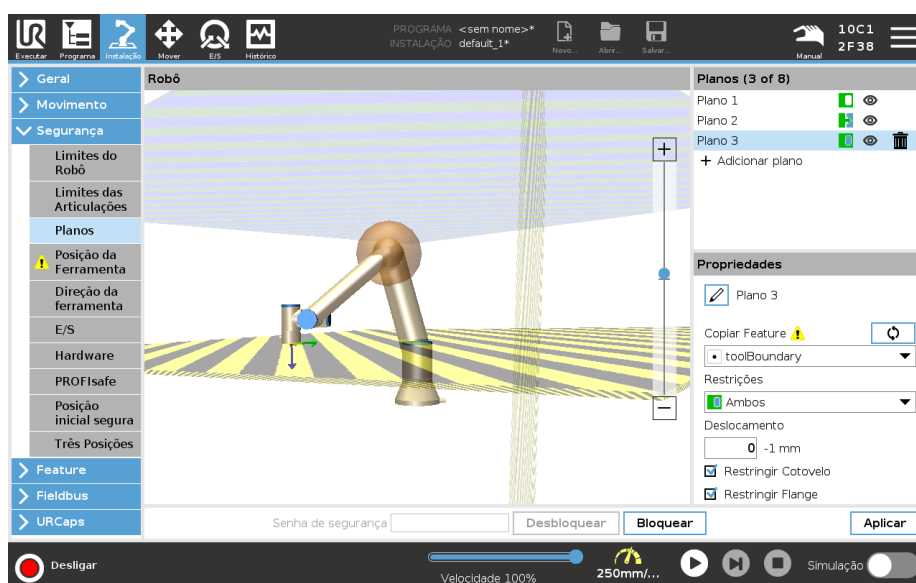 Executar
Programa
Instalação
Mover
E/S
Histórico
PROGRAMA <sem nome>*
INSTALAÇÃO default_1*
Novo...
Abrir...
Salvar...
Manual
10C1
2F38
Geral
Movimento
Segurança
Limites do
Robô
Limites das
Articulações
Planos
Posição da
Ferramenta
Direção da
ferramenta
E/S
Hardware
PROFIsafe
Posição
inicial segura
Três Posições
Feature
Fieldbus
URCaps
Robô
Planos (3 of 8)
Plano 1
Plano 2
Plano 3
+ Adicionar plano
Propriedades
Plano 3
Copiar Feature
toolBoundary
Restrições
Ambos
Deslocamento
0 -1 mm
Restringir Cotovelo
Restringir Flange
Senha de segurança
Desbloquear
Bloquear
Aplicar
Desligar
Velocidade 100%
250mm/...
Simulação